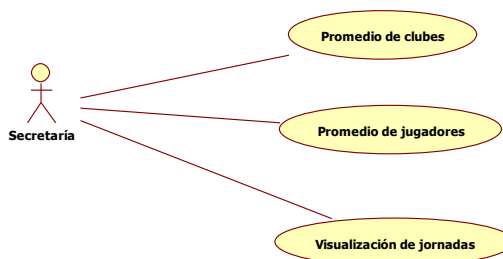 Promedio de clubes
Secretaría
Promedio de jugadores
Visualización de jornadas